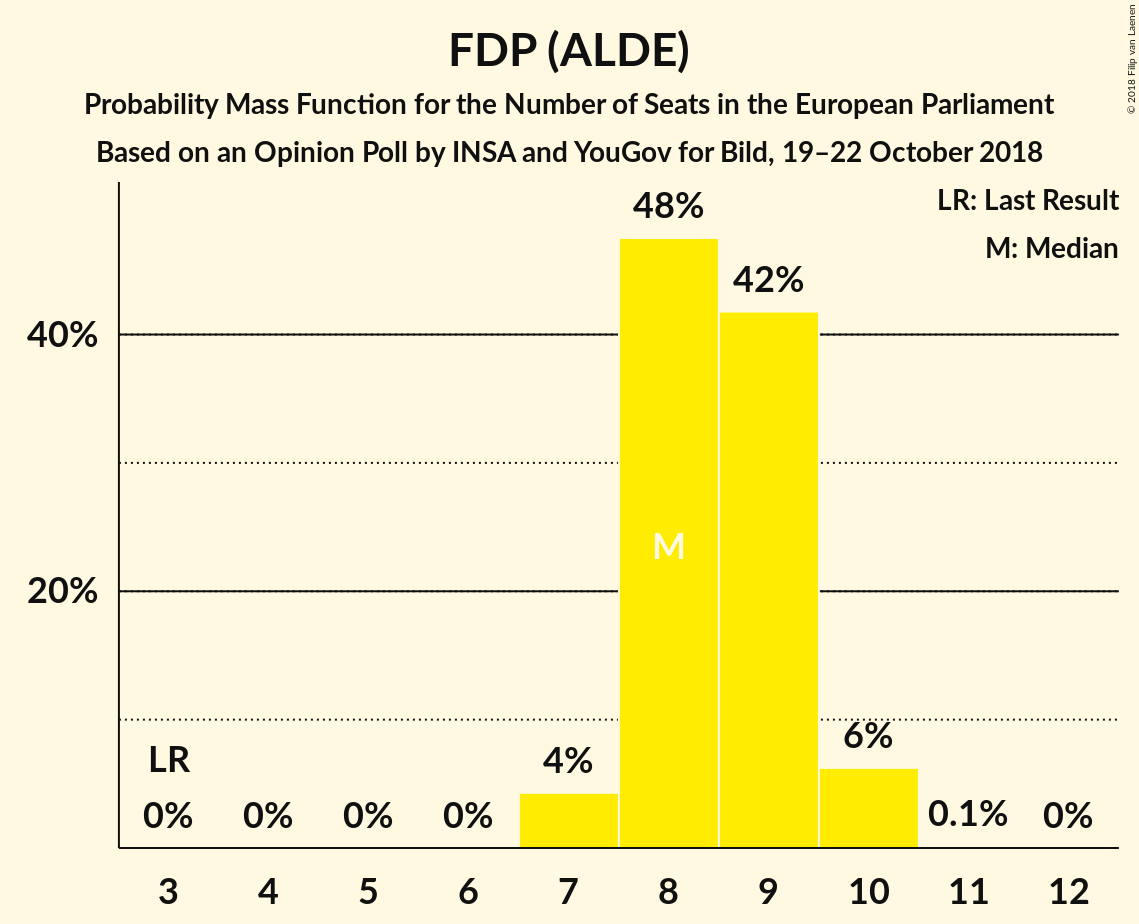 FDP (ALDE)
Probability Mass Function for the Number of Seats in the European Parliament
Based on an Opinion Poll by INSA and YouGov for Bild, 19–22 October 2018
© 2018 Filip van Laenen
LR: Last Result
M: Median
48%
42%
40%
M
20%
LR
0%
0%
0%
0%
4%
6%
0.1%
0%
3 4 5 6 7 8 9 10 11 12